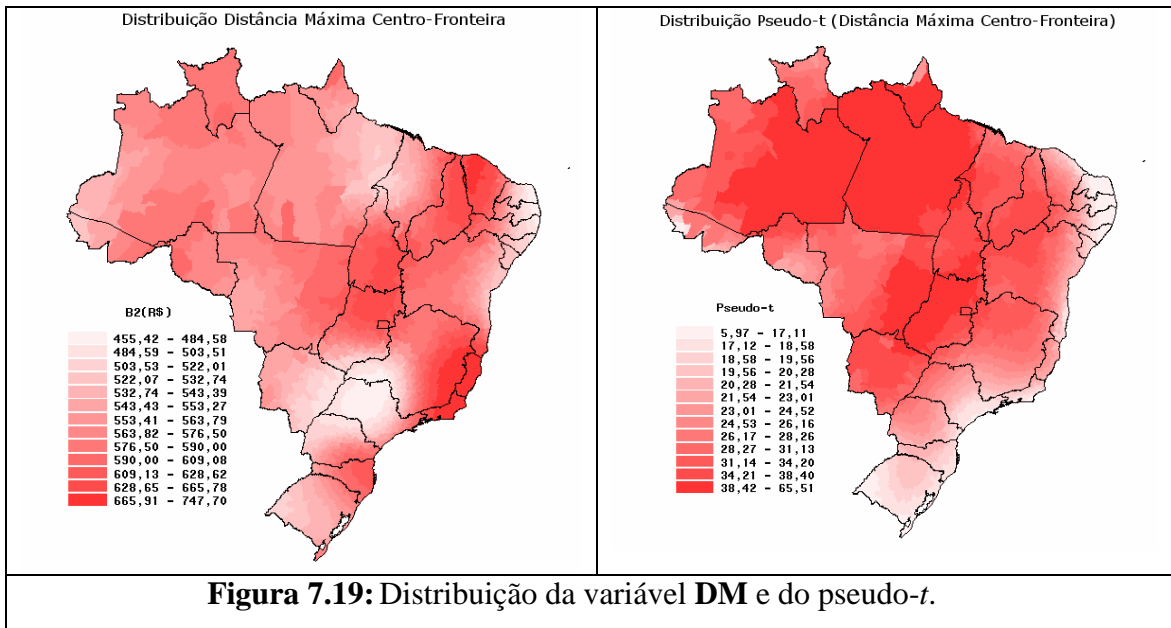 Distribuição Distância Máxima Centro-Fronteira
B2(R$)
455,42 - 484,58
484,59 - 503,51
503,53 - 522,01
522,07 - 532,74
532,74 - 543,39
543,43 - 553,27
553,41 - 563,79
563,82 - 576,50
576,50 - 590,00
590,00 - 609,08
609,13 - 628,62
628,65 - 665,78
665,91 - 747,70
Distribuição Pseudo-t (Distância Máxima Centro-Fronteira)
Pseudo-t
5,97 - 17,11
17,12 - 18,58
18,58 - 19,56
19,56 - 20,28
20,28 - 21,54
21,54 - 23,01
23,01 - 24,52
24,53 - 26,16
26,17 - 28,26
28,27 - 31,13
31,14 - 34,20
34,21 - 38,40
38,42 - 65,51
Figura 7.19: Distribuição da variável DM e do pseudo-t.